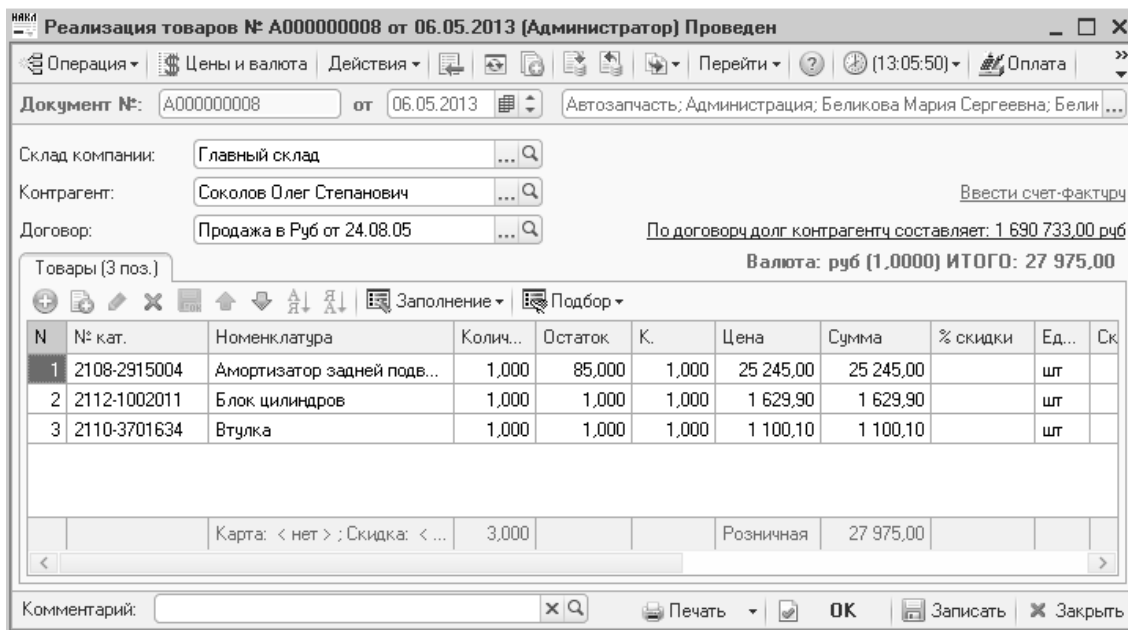 накл Реализация товаров № А000000008 от 06.05.2013 (Администратор) Проведен
Операция Цены и валюта Действия Перейти (13:05:50) Оплата »
Документ №: А000000008 от 06.05.2013 Автозапчасть; Администрация; Беликова Мария Сергеевна; ...
Склад компании: Главный склад ...
Контрагент: Соколов Олег Степанович ... Ввести счет-фактуру
Договор: Продажа в Руб от 24.08.05 ... По договору долг контрагенту составляет: 1 690 733,00 руб
Товары (3 поз.) Валюта: руб (1,0000) ИТОГО: 27 975,00
Заполнение Подбор
N № кат. Номенклатура Колич... Остаток К. Цена Сумма % скидки Ед... Ск
1 2108-2915004 Амортизатор задней подв... 1,000 85,000 1,000 25 245,00 25 245,00 шт
2 2112-1002011 Блок цилиндров 1,000 1,000 1,000 1 629,90 1 629,90 шт
3 2110-3701634 Втулка 1,000 1,000 1,000 1 100,10 1 100,10 шт
Карта: < нет > ; Скидка: < ... 3,000 Розничная 27 975,00
Комментарий: Печать OK Записать Закрыть